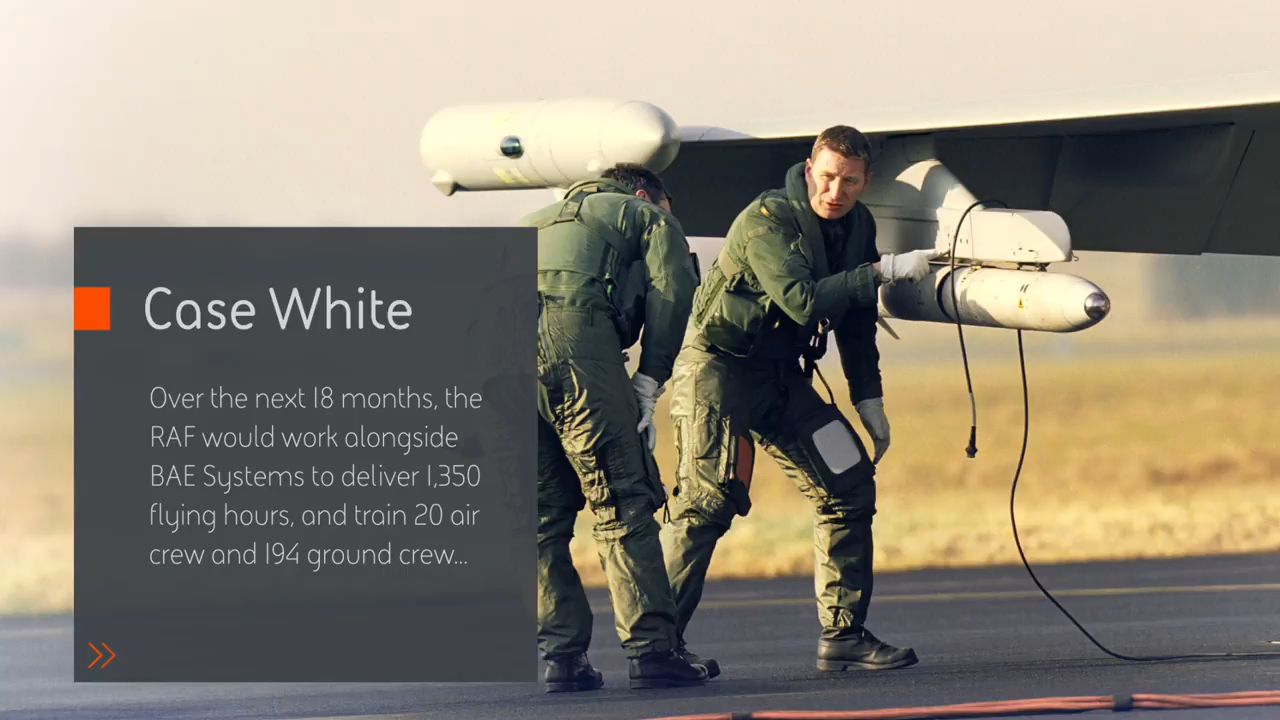 Case White
Over the next 18 months, the
RAF would work alongside
BAE Systems to deliver 1,350
flying hours, and train 20 air
crew and 194 ground crew...